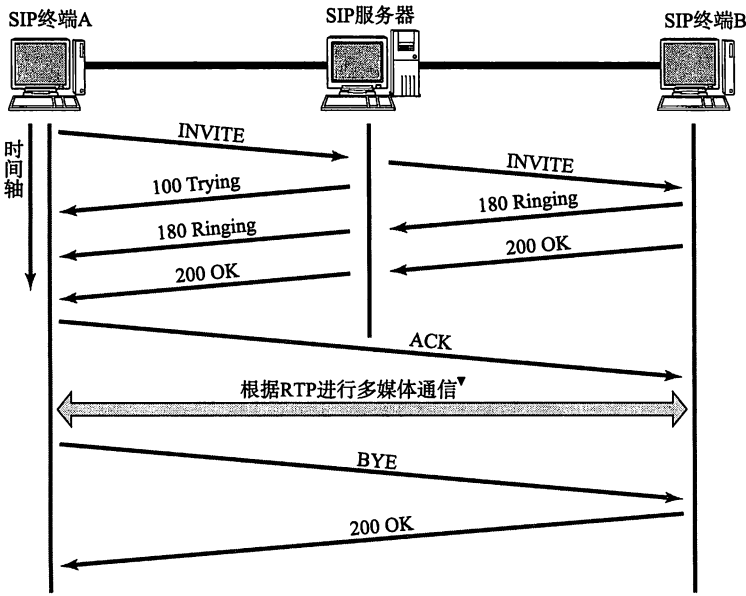 SIP终端A
SIP服务器
SIP终端B
时间轴
INVITE
INVITE
100 Trying
180 Ringing
180 Ringing
200 OK
200 OK
ACK
根据RTP进行多媒体通信▼
BYE
200 OK